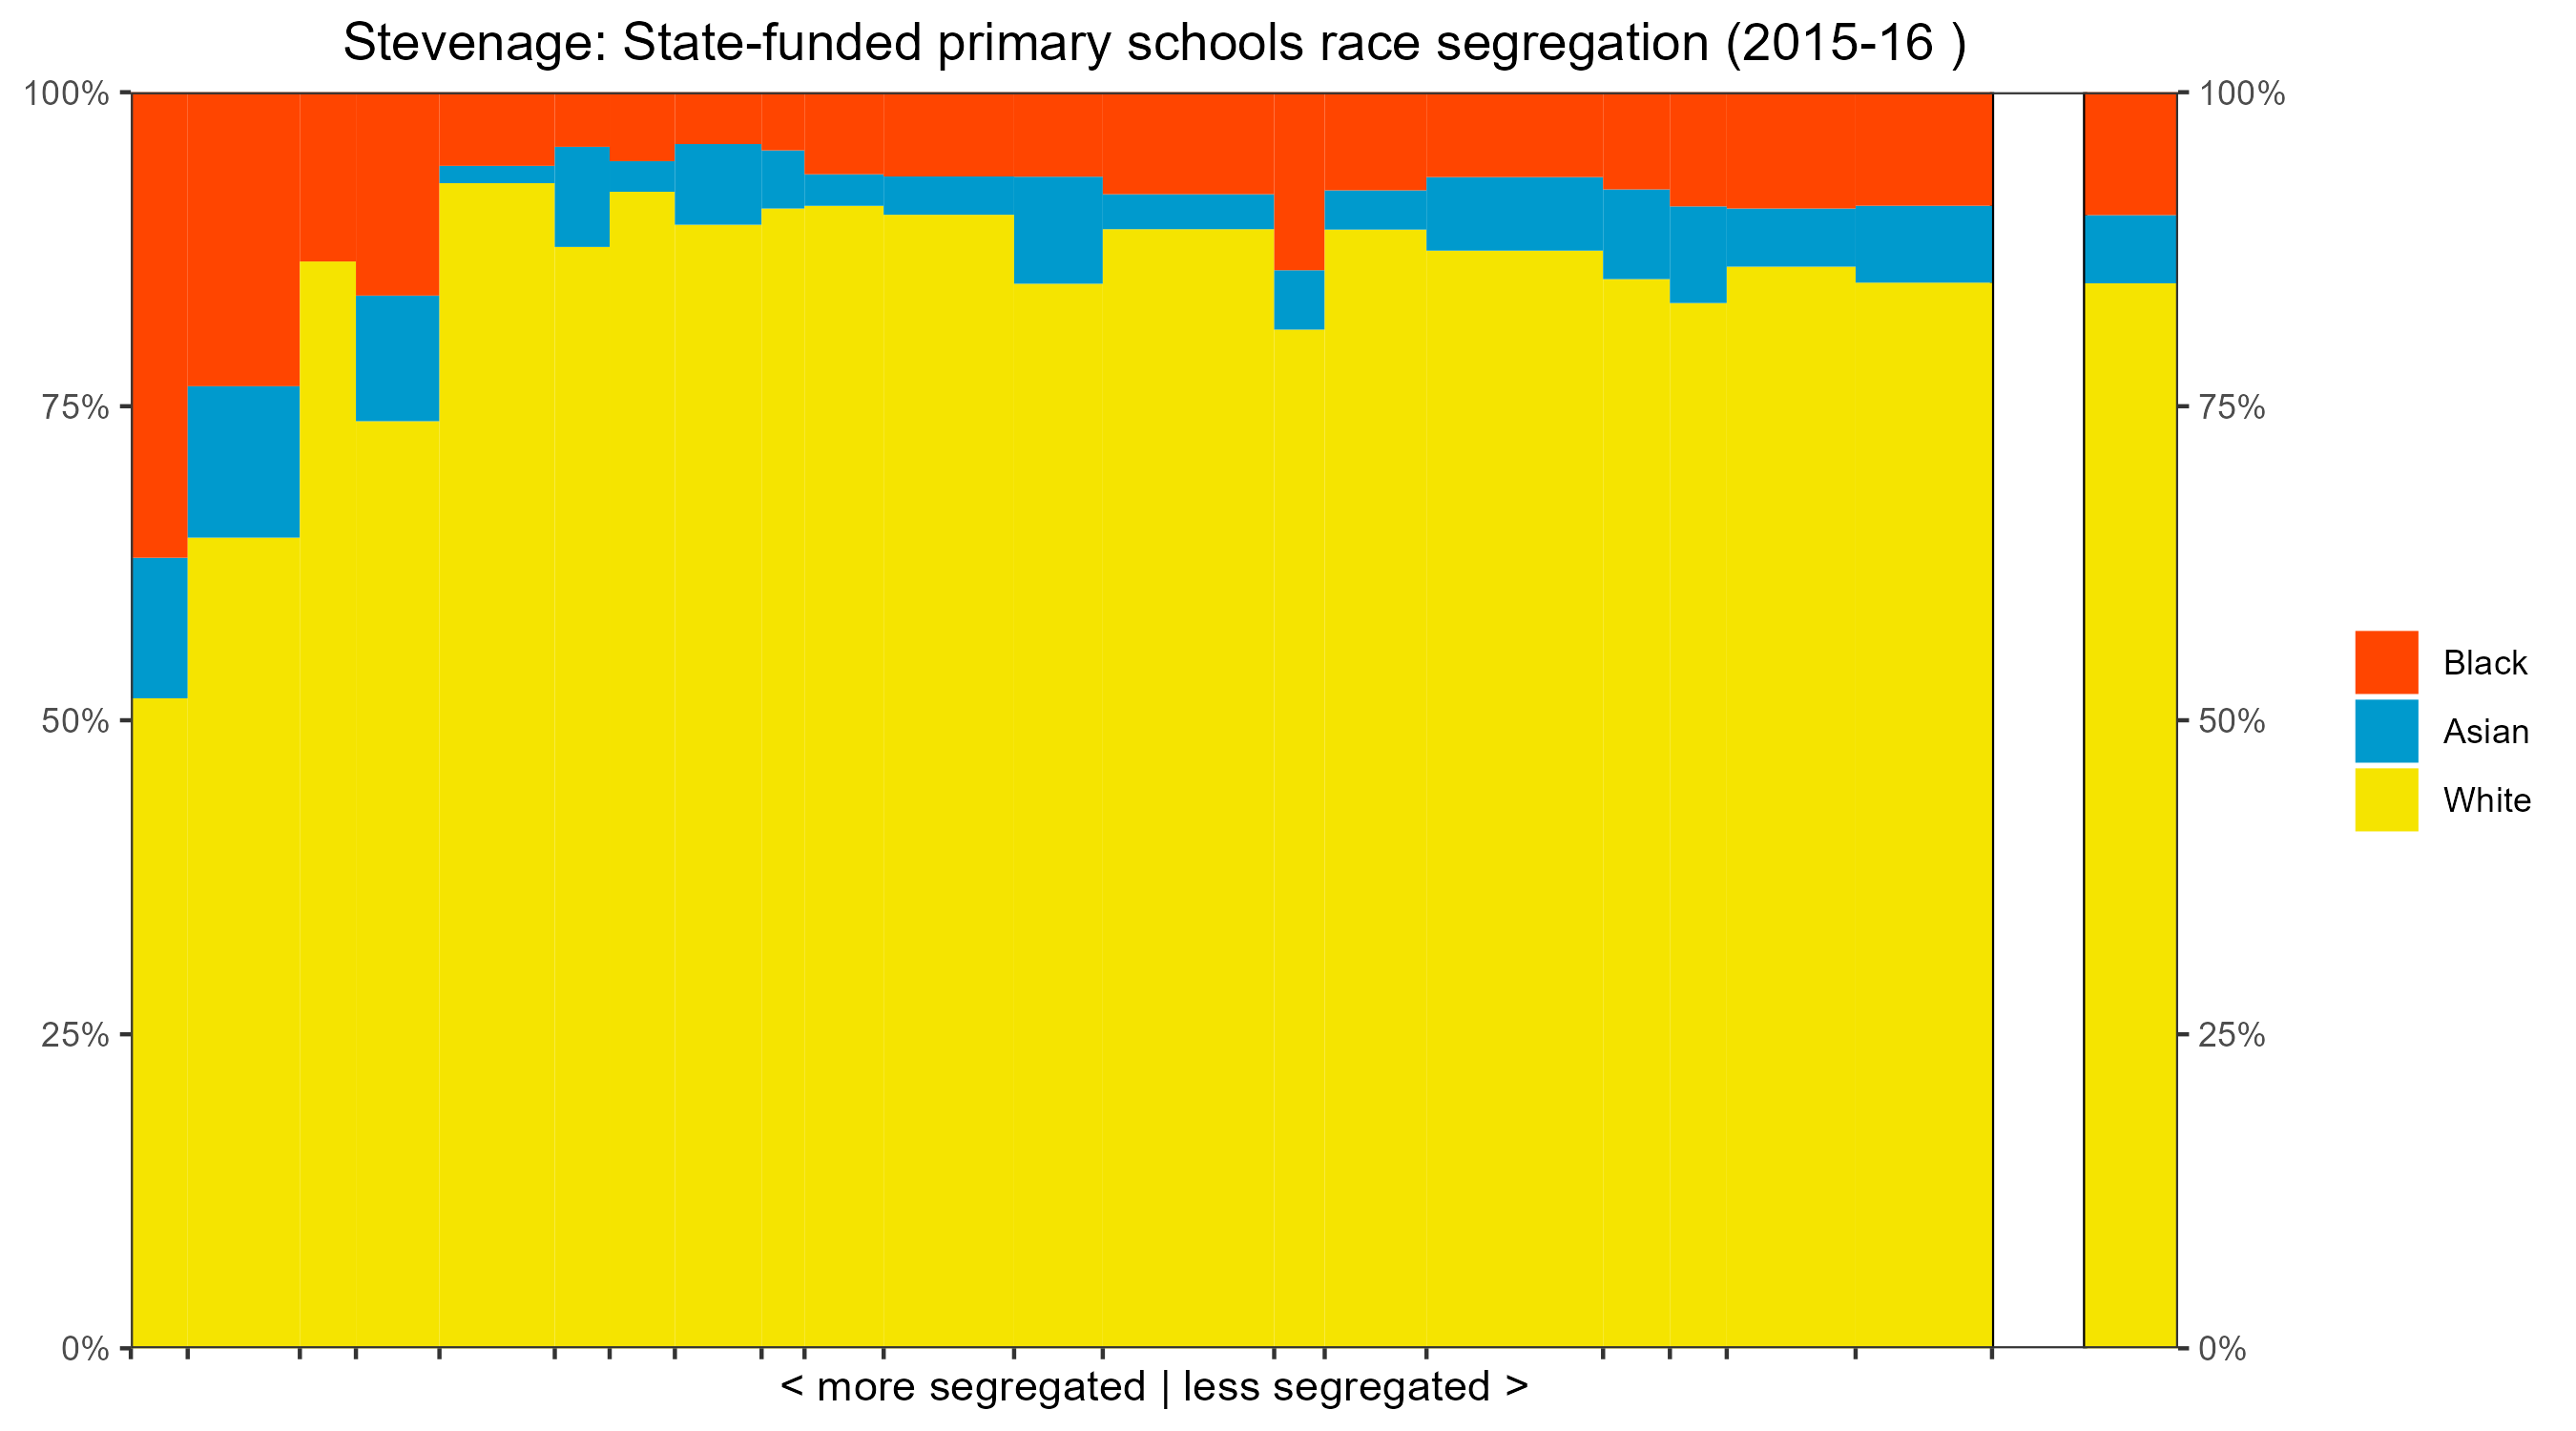 Stevenage: State-funded primary schools race segregation (2015-16 )
100%
100%
75%
75%
50%
50%
25%
25%
0%
0%
Black
Asian
White
< more segregated | less segregated >